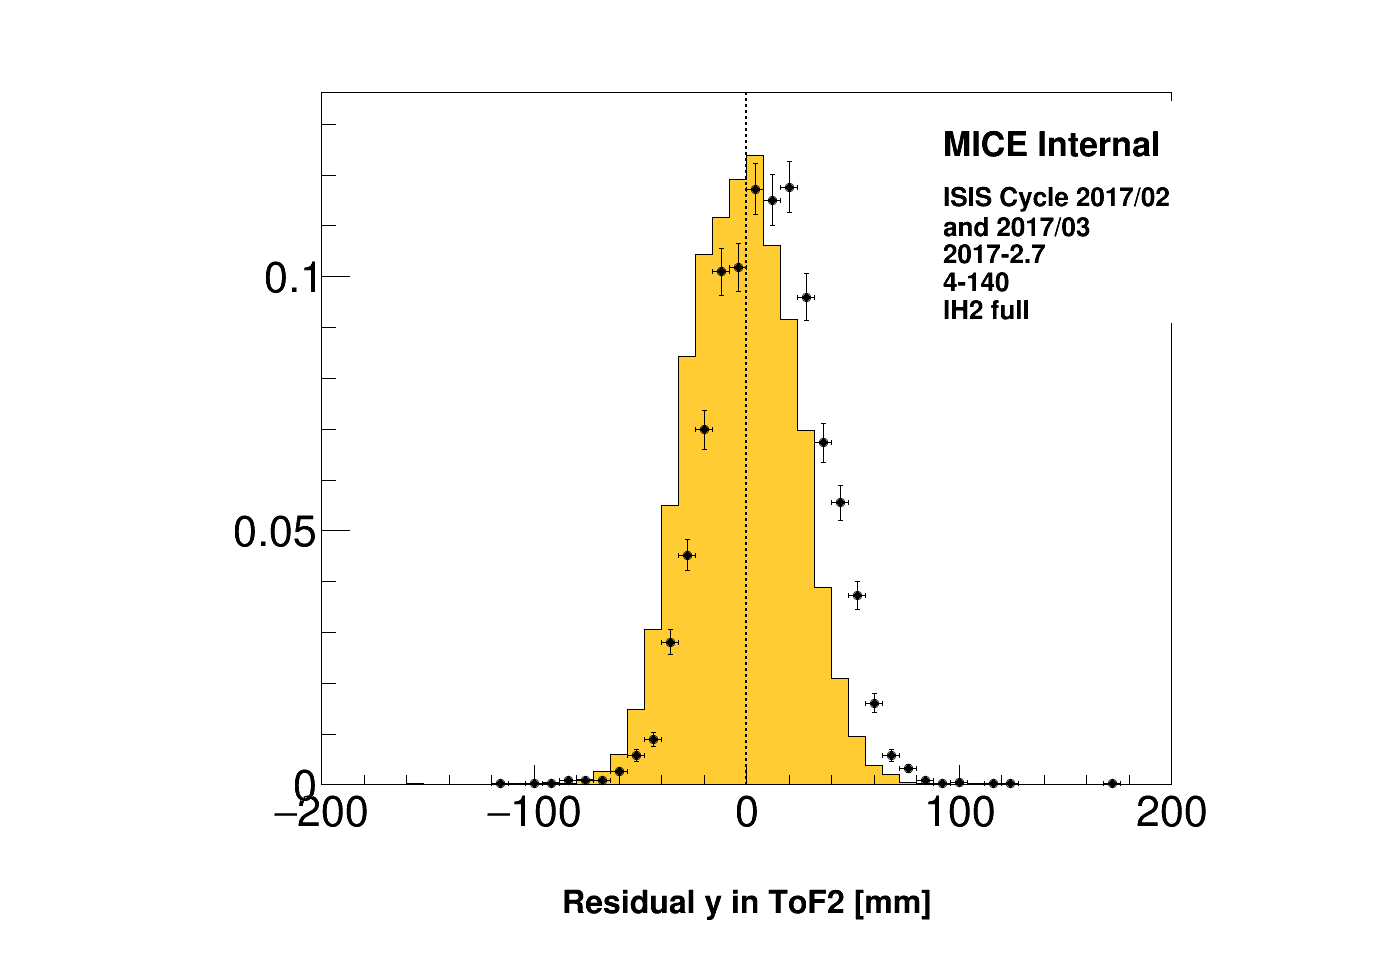 MICE Internal
ISIS Cycle 2017/02
and 2017/03
2017-2.7
4-140
lH2 full
0.1
0.05
0
−200 −100 0 100 200
Residual y in ToF2 [mm]